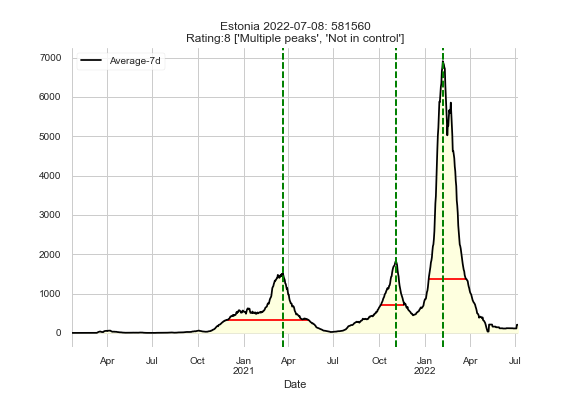 Estonia 2022-07-08: 581560
Rating:8 ['Multiple peaks', 'Not in control']
Average-7d
7000
6000
5000
4000
3000
2000
1000
0
Apr Jul Oct Jan Apr Jul Oct Jan Apr Jul
2021 2022
Date